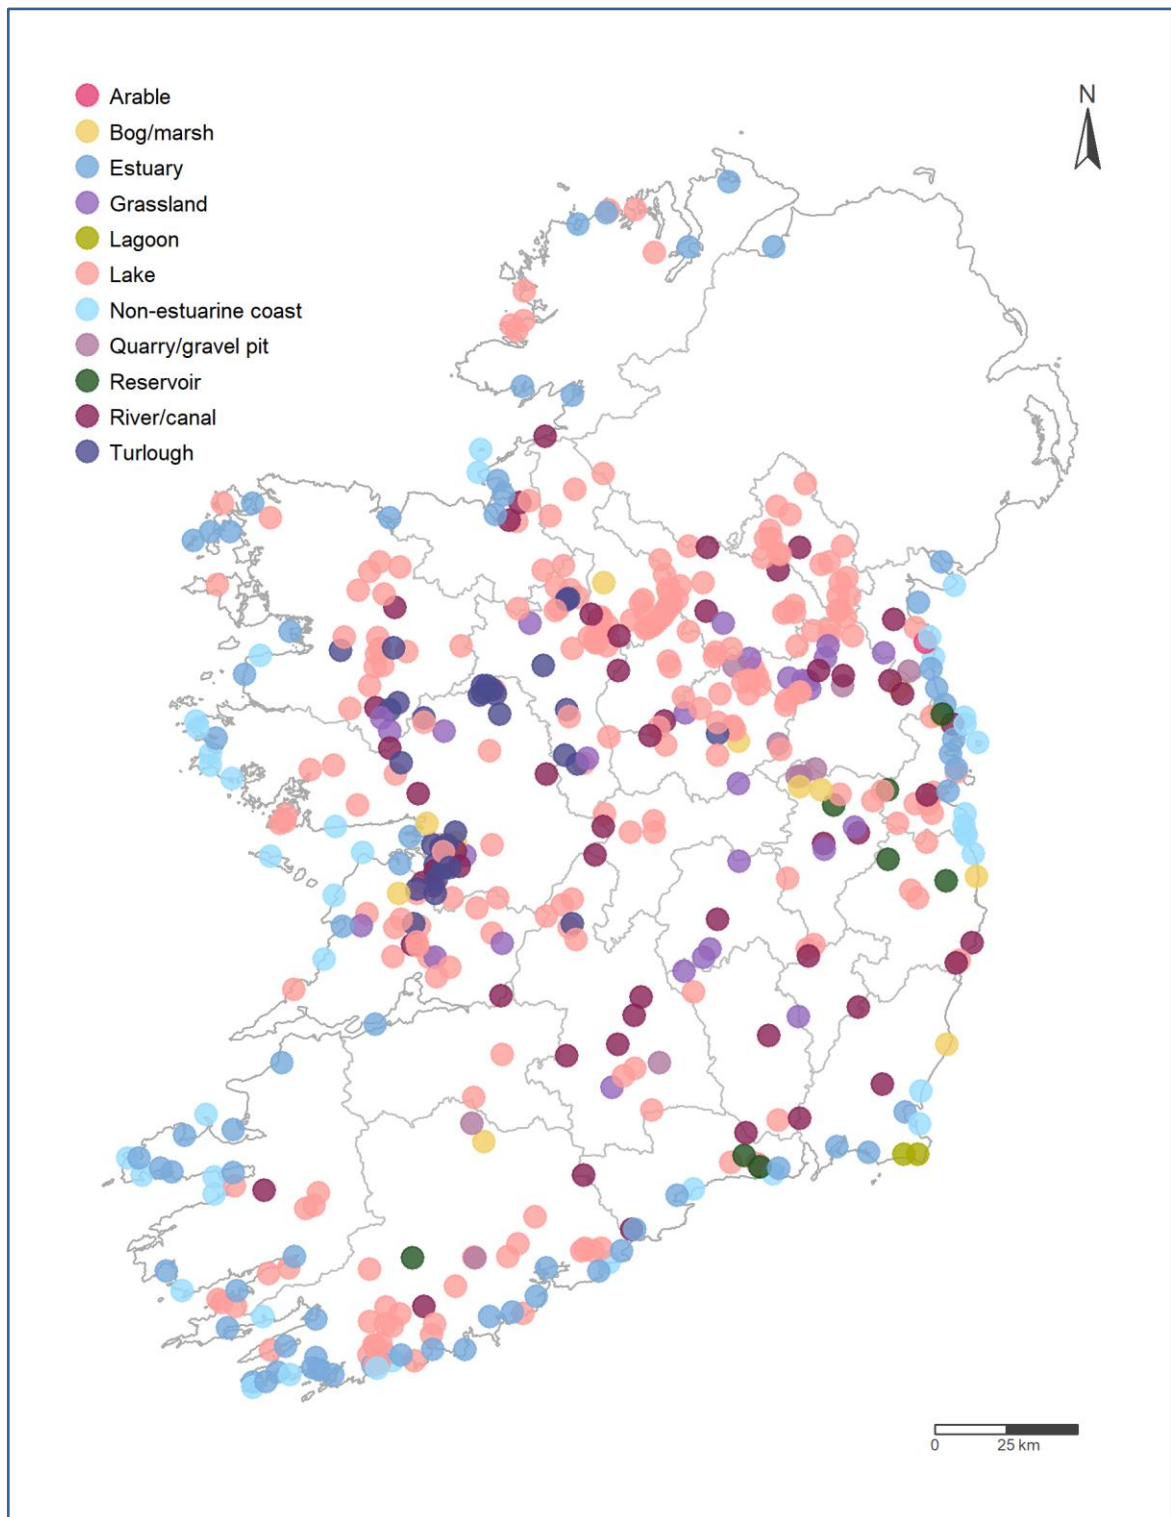 N
Arable
Bog/marsh
Estuary
Grassland
Lagoon
Lake
Non-estuarine coast
Quarry/gravel pit
Reservoir
River/canal
Turlough
0 25 km